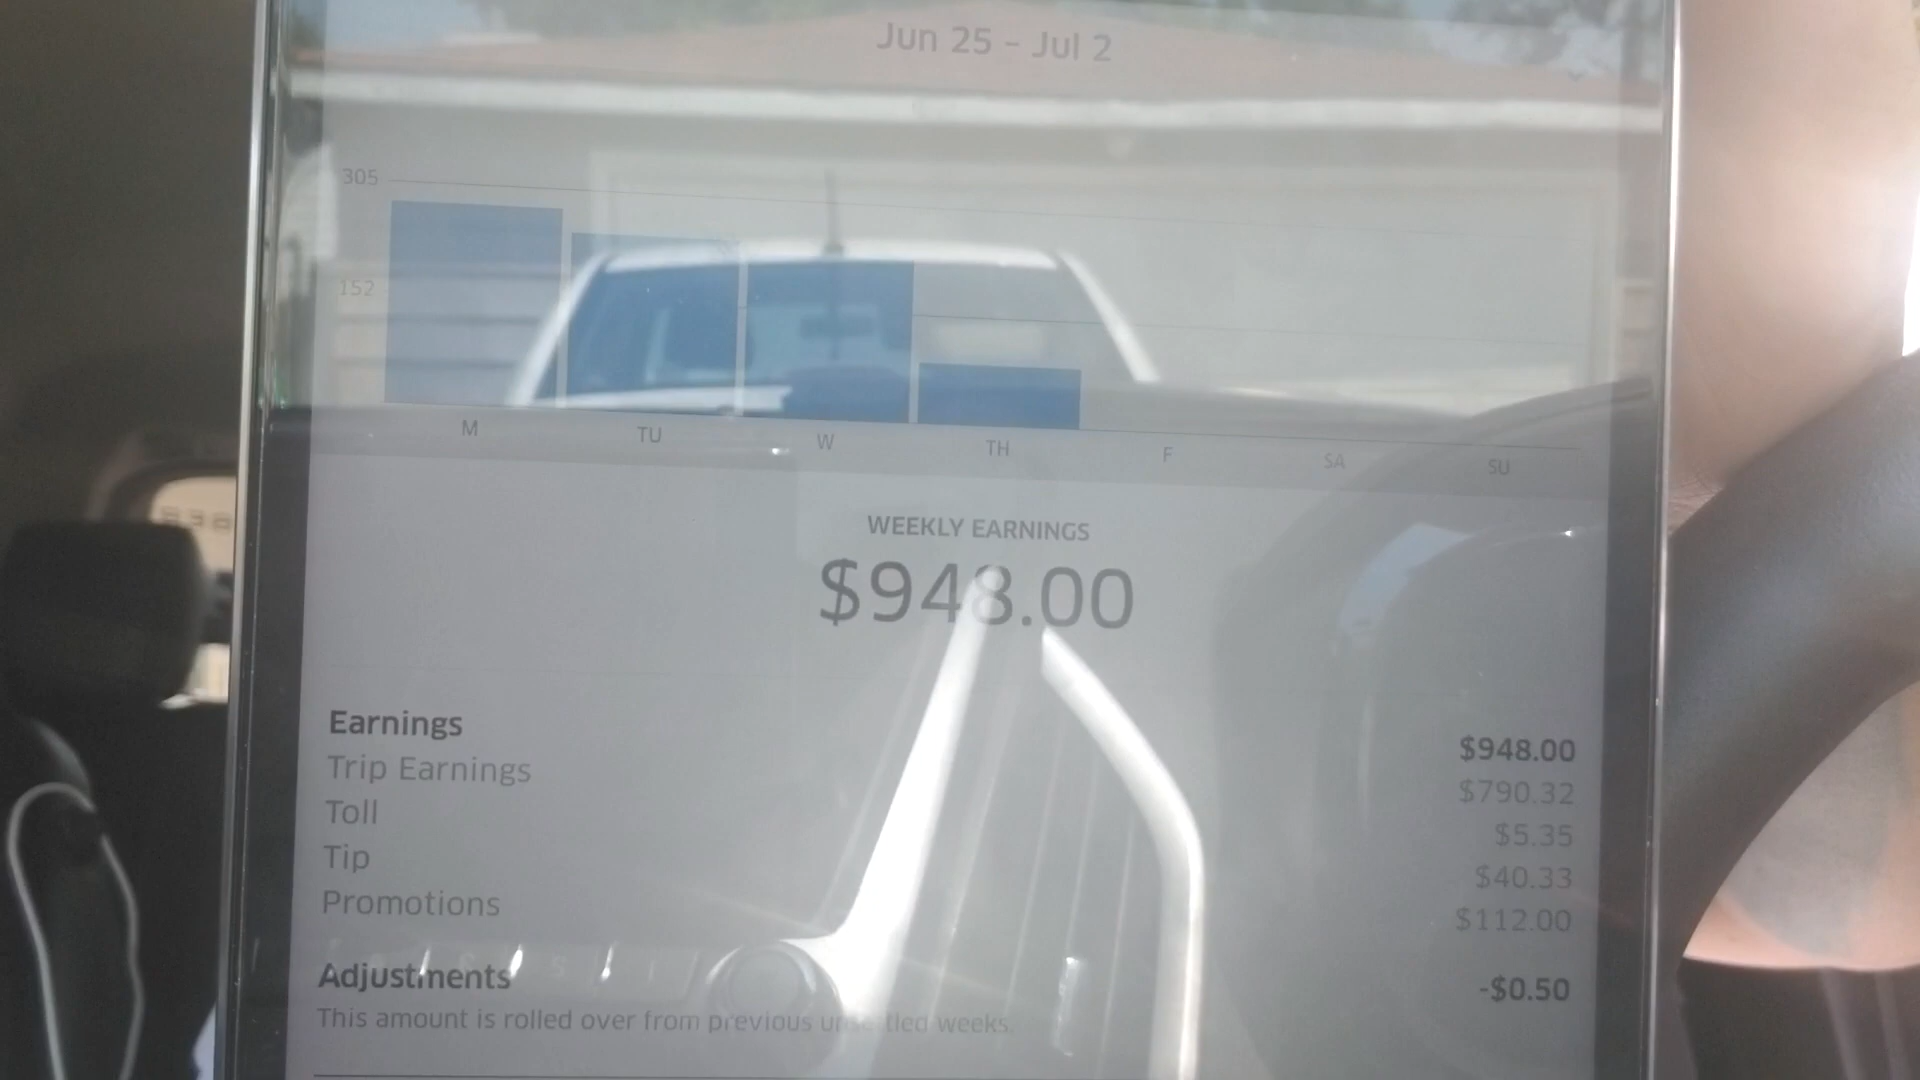 Jun 25 - Jul 2
305
152
M TU W TH F SA SU
WEEKLY EARNINGS
$948.00
Earnings $948.00
Trip Earnings $790.32
Toll $5.35
Tip $40.33
Promotions $112.00
Adjustments -$0.50
This amount is rolled over from previous unsettled weeks.